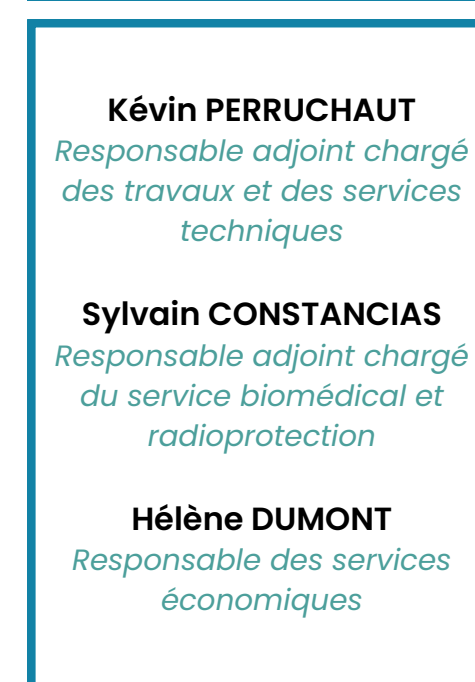 Kévin PERRUCHAUT
Responsable adjoint chargé
des travaux et des services
techniques
Sylvain CONSTANCIAS
Responsable adjoint chargé
du service biomédical et
radioprotection
Hélène DUMONT
Responsable des services
économiques